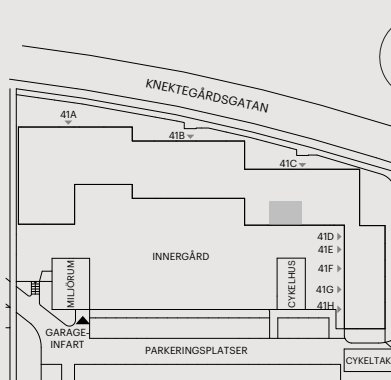 KNEKTEGÅRDSGATAN
41A
41B
41C
41D
41E
41F
41G
41H
INNERGÅRD
MILJÖRUM
CYKELHUS
GARAGE-
INFART
PARKERINGSPLATSER
CYKELTAK